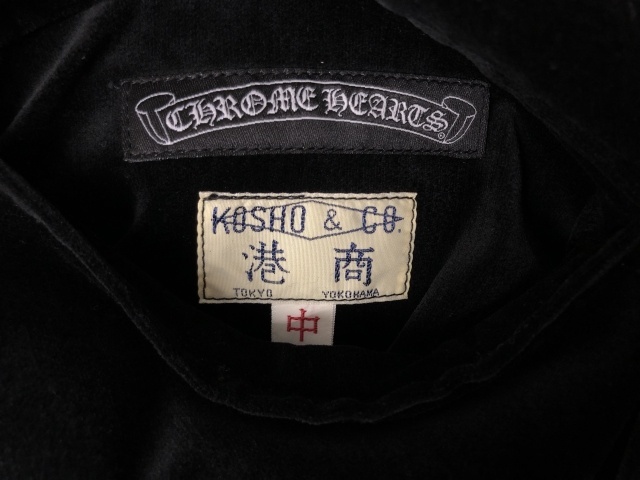 CHROME HEARTS®
KOSHO & CO.
港 商
TOKYO YOKOHAMA
中